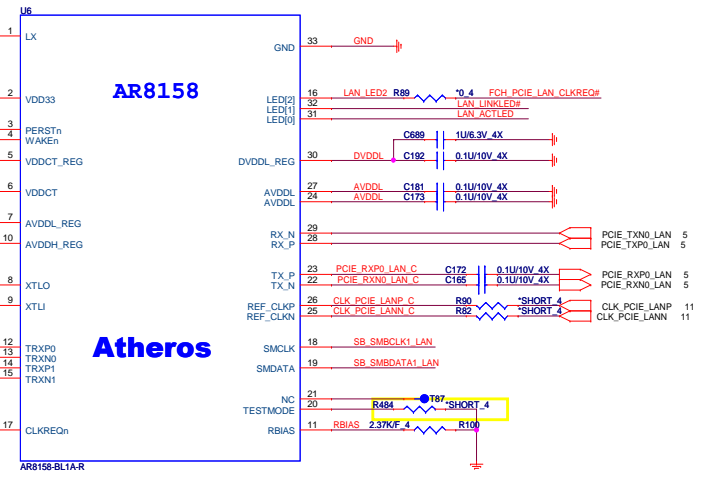 U6
1 LX
GND 33 GND
AR8158
2 VDD33
LED[2] 16 LAN_LED2 R89 *0_4 FCH_PCIE_LAN_CLKREQ#
LED[1] 32 LAN_LINKLED#
LED[0] 31 LAN_ACTLED
3 PERSTn
4 WAKEn
C689 1U/6.3V_4X
5 VDDCT_REG
DVDDL_REG 30 DVDDL C192 0.1U/10V_4X
6 VDDCT
AVDDL 27 AVDDL C181 0.1U/10V_4X
AVDDL 24 AVDDL C173 0.1U/10V_4X
7 AVDDL_REG
RX_N 29 PCIE_TXN0_LAN 5
10 AVDDH_REG
RX_P 28 PCIE_TXP0_LAN 5
TX_P 23 PCIE_RXP0_LAN_C C172 0.1U/10V_4X PCIE_RXP0_LAN 5
8 XTLO
TX_N 22 PCIE_RXN0_LAN_C C165 0.1U/10V_4X PCIE_RXN0_LAN 5
9 XTLI
REF_CLKP 26 CLK_PCIE_LANP_C R90 *SHORT_4 CLK_PCIE_LANP 11
REF_CLKN 25 CLK_PCIE_LANN_C R82 *SHORT_4 CLK_PCIE_LANN 11
Atheros
12 TRXP0
SMCLK 18 SB_SMBCLK1_LAN
13 TRXN0
14 TRXP1
SMDATA 19 SB_SMBDATA1_LAN
15 TRXN1
NC 21 T87
TESTMODE 20 R484 *SHORT_4
17 CLKREQn
RBIAS 11 RBIAS 2.37K/F_4 R100
AR8158-BL1A-R